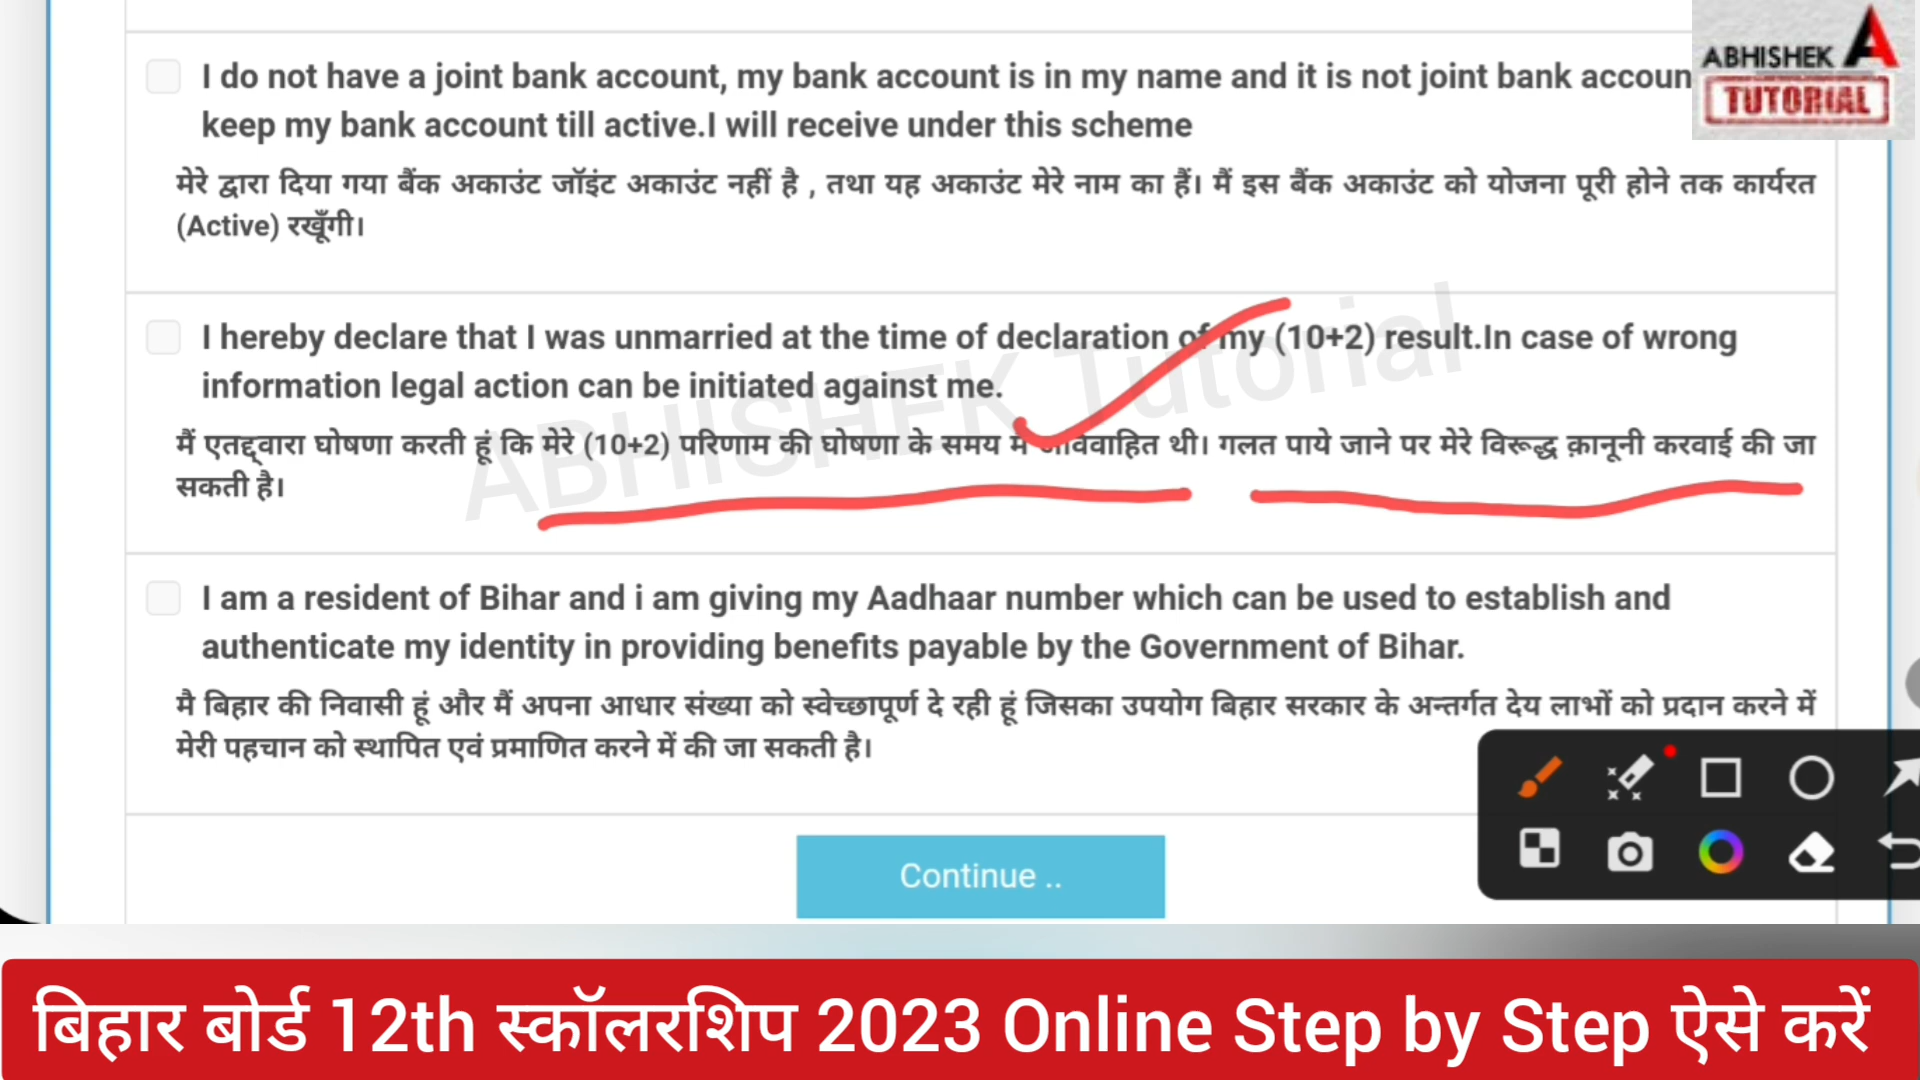 I do not have a joint bank account, my bank account is in my name and it is not joint bank accoun
ABHISHEK A
TUTORIAL
keep my bank account till active.I will receive under this scheme
मेरे द्वारा दिया गया बैंक अकाउंट जॉइंट अकाउंट नहीं है , तथा यह अकाउंट मेरे नाम का हैं। मैं इस बैंक अकाउंट को योजना पूरी होने तक कार्यरत
(Active) रखूँगी।
I hereby declare that I was unmarried at the time of declaration of my (10+2) result.In case of wrong
information legal action can be initiated against me.
ABHISHEK Tutorial
मैं एतद्द्वारा घोषणा करती हूं कि मेरे (10+2) परिणाम की घोषणा के समय में अविवाहित थी। गलत पाये जाने पर मेरे विरूद्ध क़ानूनी करवाई की जा
सकती है।
I am a resident of Bihar and i am giving my Aadhaar number which can be used to establish and
authenticate my identity in providing benefits payable by the Government of Bihar.
मै बिहार की निवासी हूं और मैं अपना आधार संख्या को स्वेच्छापूर्ण दे रही हूं जिसका उपयोग बिहार सरकार के अन्तर्गत देय लाभों को प्रदान करने में
मेरी पहचान को स्थापित एवं प्रमाणित करने में की जा सकती है।
Continue ..
बिहार बोर्ड 12th स्कॉलरशिप 2023 Online Step by Step ऐसे करें